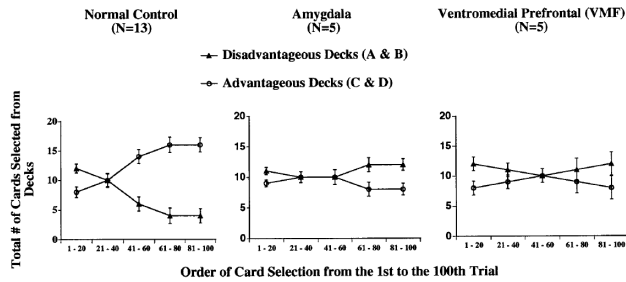 Normal Control
(N=13)
Amygdala
(N=5)
Ventromedial Prefrontal (VMF)
(N=5)
Disadvantageous Decks (A & B)
Advantageous Decks (C & D)
Total # of Cards Selected from
Decks
20
15
10
5
0
1 - 20
21 - 40
41 - 60
61 - 80
81 - 100
20
15
10
5
0
1 - 20
21 - 40
41 - 60
61 - 80
81 - 100
20
15
10
5
0
1 - 20
21 - 40
41 - 60
61 - 80
81 - 100
Order of Card Selection from the 1st to the 100th Trial